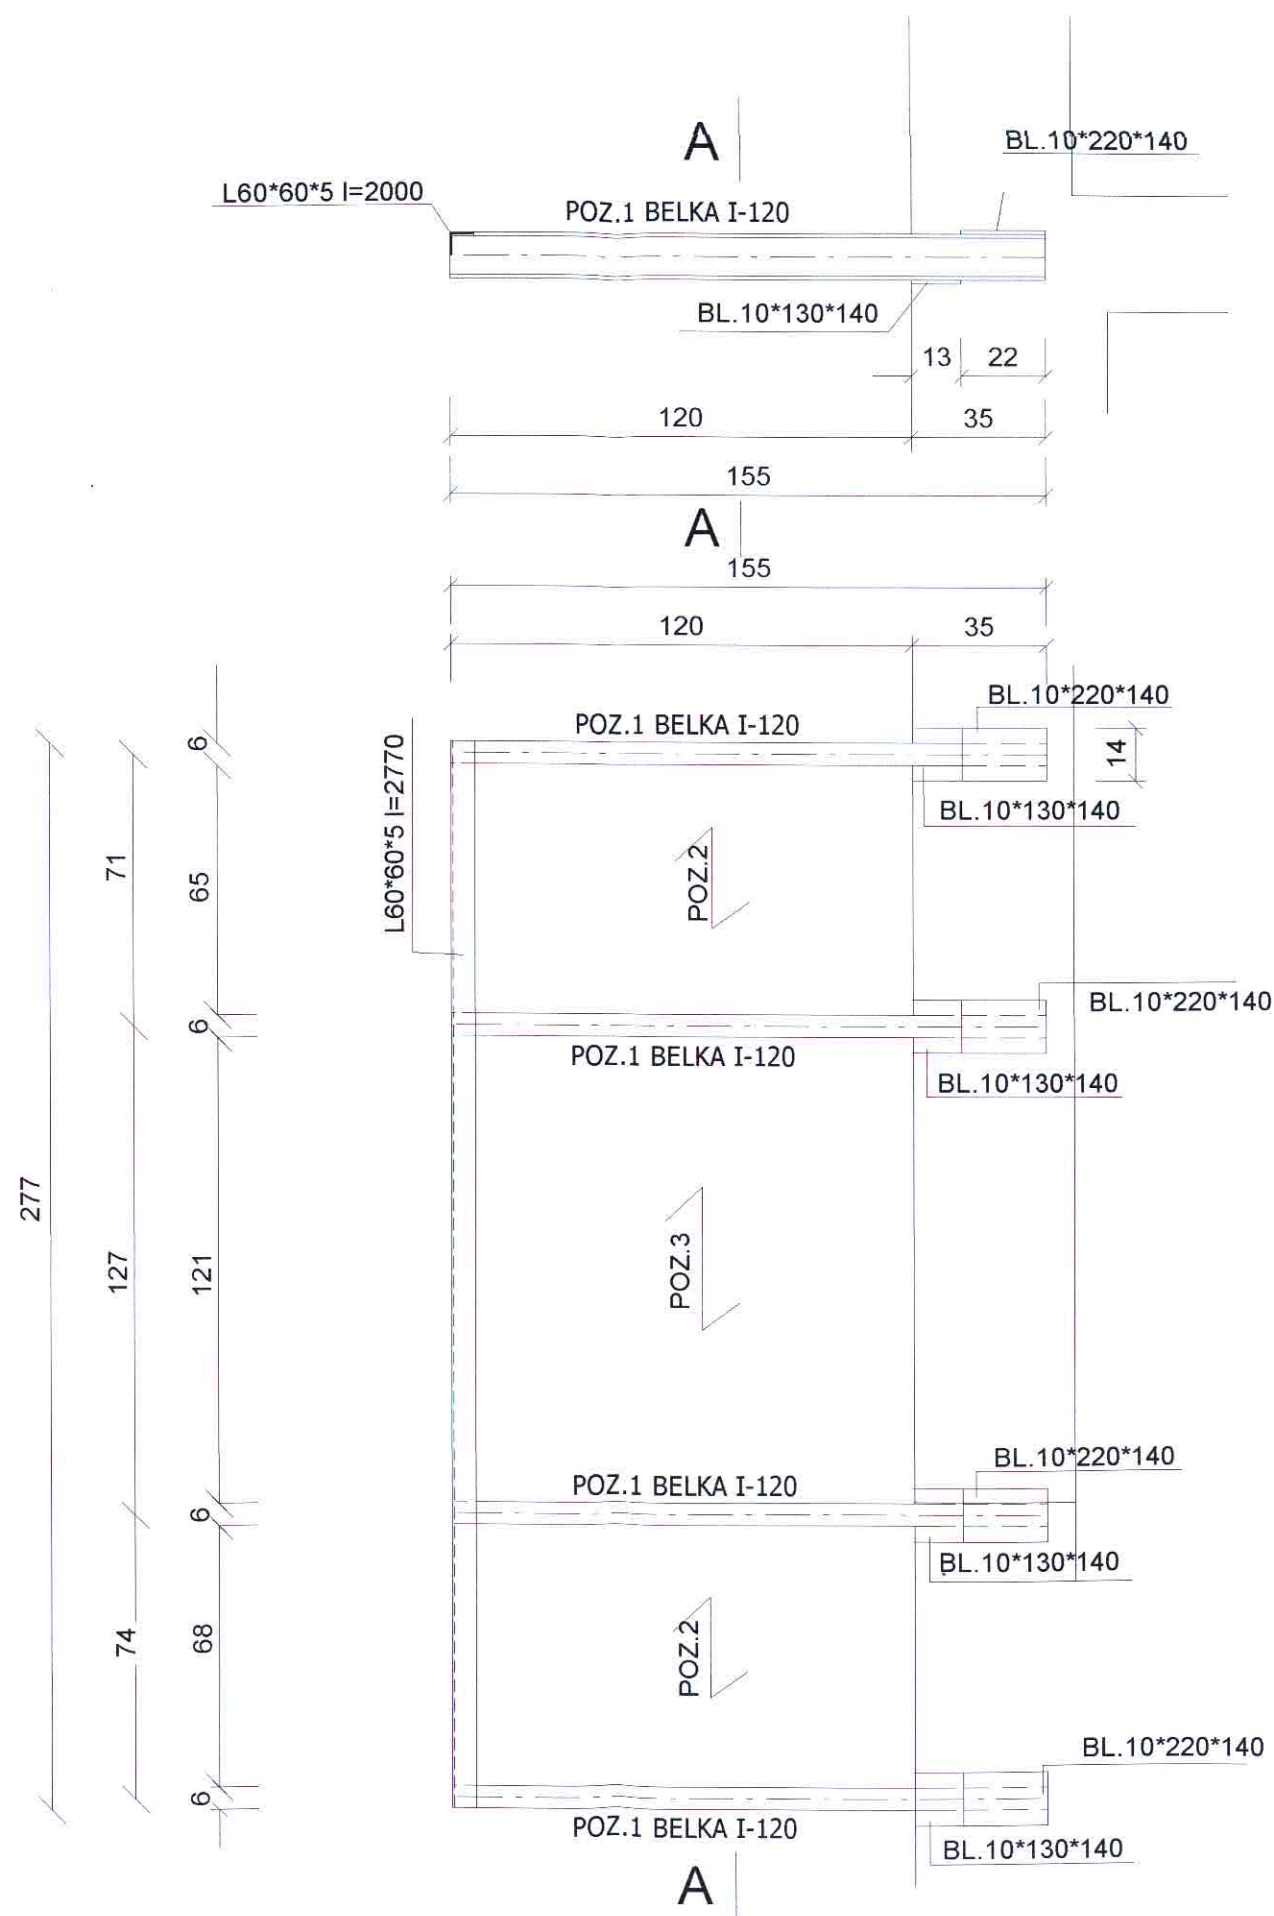 A
BL.10*220*140
L60*60*5 l=2000
POZ.1 BELKA I-120
BL.10*130*140
13
22
120
35
155
A
155
120
35
BL.10*220*140
POZ.1 BELKA I-120
6
14
L60*60*5 l=2770
BL.10*130*140
71
65
POZ.2
BL.10*220*140
6
POZ.1 BELKA I-120
BL.10*130*140
277
127
121
POZ.3
BL.10*220*140
POZ.1 BELKA I-120
6
BL.10*130*140
74
68
POZ.2
BL.10*220*140
6
POZ.1 BELKA I-120
BL.10*130*140
A